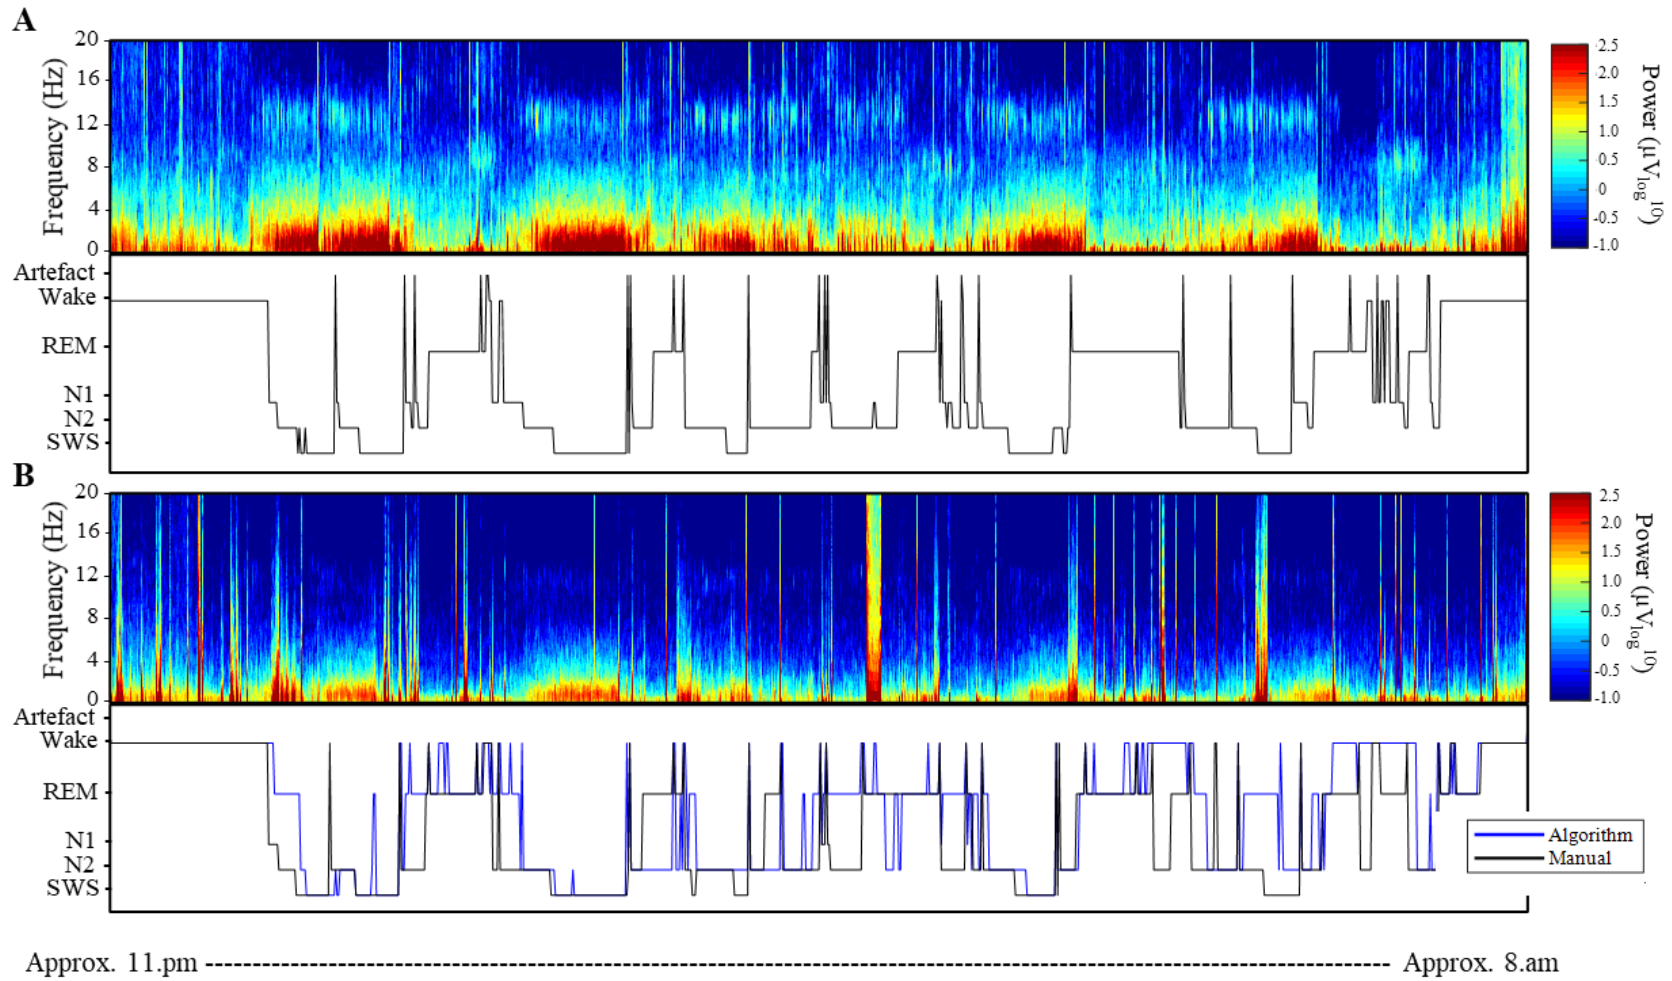 A
20
16
12
8
4
0
Frequency (Hz)
2.5
2.0
1.5
1.0
0.5
0
-0.5
-1.0
Power (µVlog10)
Artefact
Wake
REM
N1
N2
SWS
B
20
16
12
8
4
0
Frequency (Hz)
2.5
2.0
1.5
1.0
0.5
0
-0.5
-1.0
Power (µVlog10)
Artefact
Wake
REM
N1
N2
SWS
Algorithm
Manual
Approx. 11.pm
Approx. 8.am